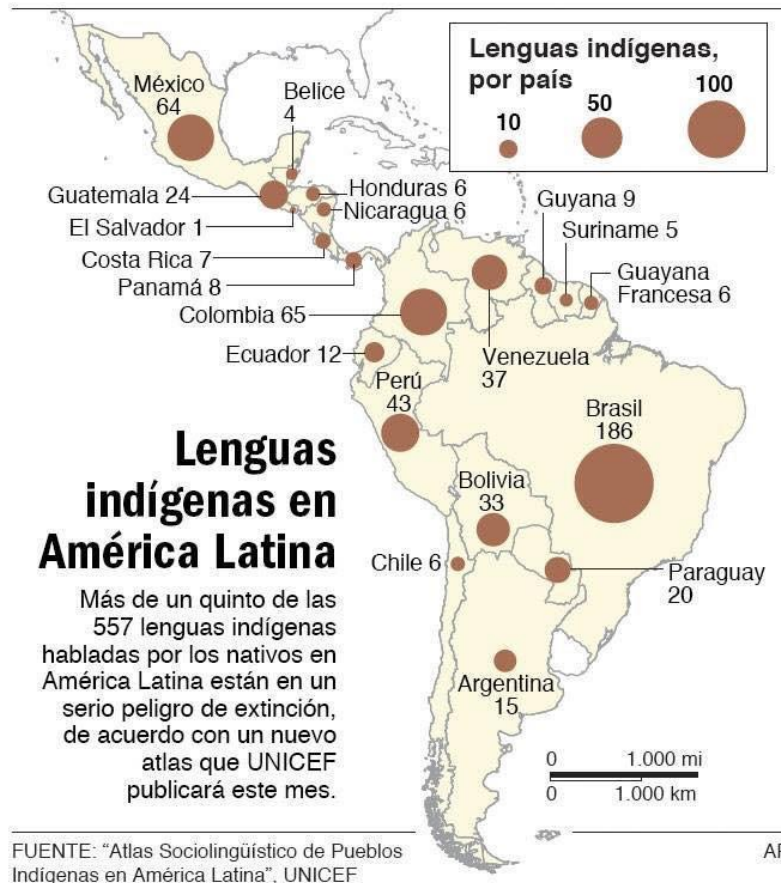 Lenguas indígenas,
por país
10
50
100
México
64
Belice
4
Guatemala 24
Honduras 6
Nicaragua 6
El Salvador 1
Costa Rica 7
Panamá 8
Colombia 65
Ecuador 12
Guyana 9
Suriname 5
Guayana
Francesa 6
Venezuela
37
Perú
43
Brasil
186
Bolivia
33
Chile 6
Paraguay
20
Argentina
15
Lenguas
indígenas en
América Latina
Más de un quinto de las
557 lenguas indígenas
habladas por los nativos en
América Latina están en un
serio peligro de extinción,
de acuerdo con un nuevo
atlas que UNICEF
publicará este mes.
0 1.000 mi
0 1.000 km
FUENTE: “Atlas Sociolingüístico de Pueblos
Indígenas en América Latina”, UNICEF
AP